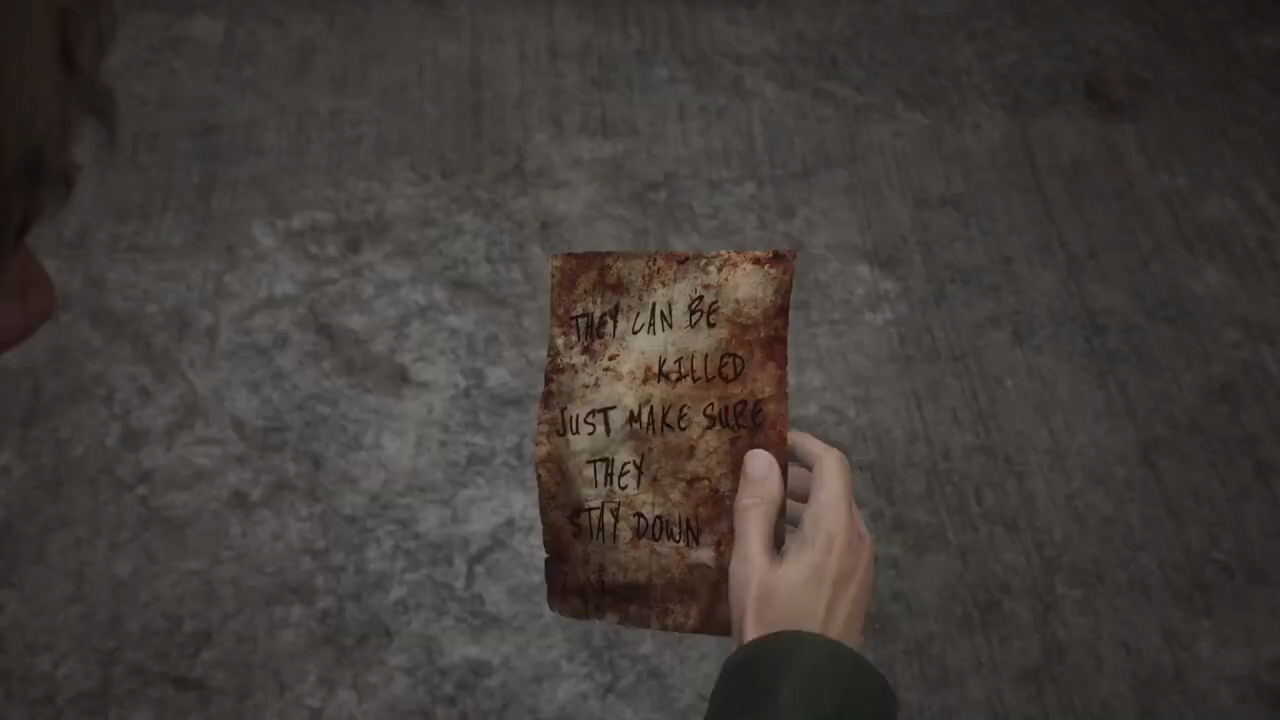 THEY CAN BE
KILLED
JUST MAKE SURE
THEY
STAY DOWN